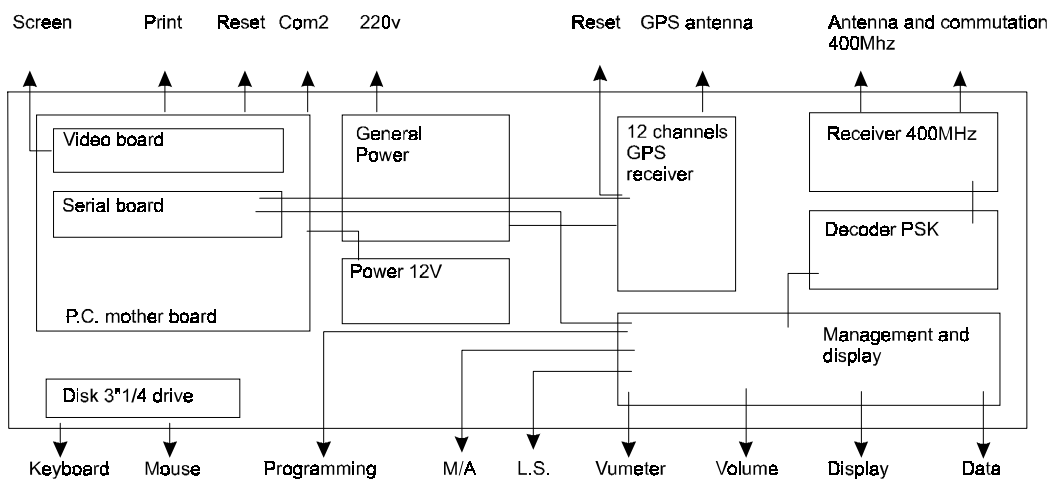 Screen
Print
Reset
Com2
220v
Reset
GPS antenna
Antenna and commutation
400Mhz
Video board
Serial board
P.C. mother board
General
Power
Power 12V
12 channels
GPS
receiver
Receiver 400MHz
Decoder PSK
Management and
display
Disk 3"1/4 drive
Keyboard
Mouse
Programming
M/A
L.S.
Vumeter
Volume
Display
Data